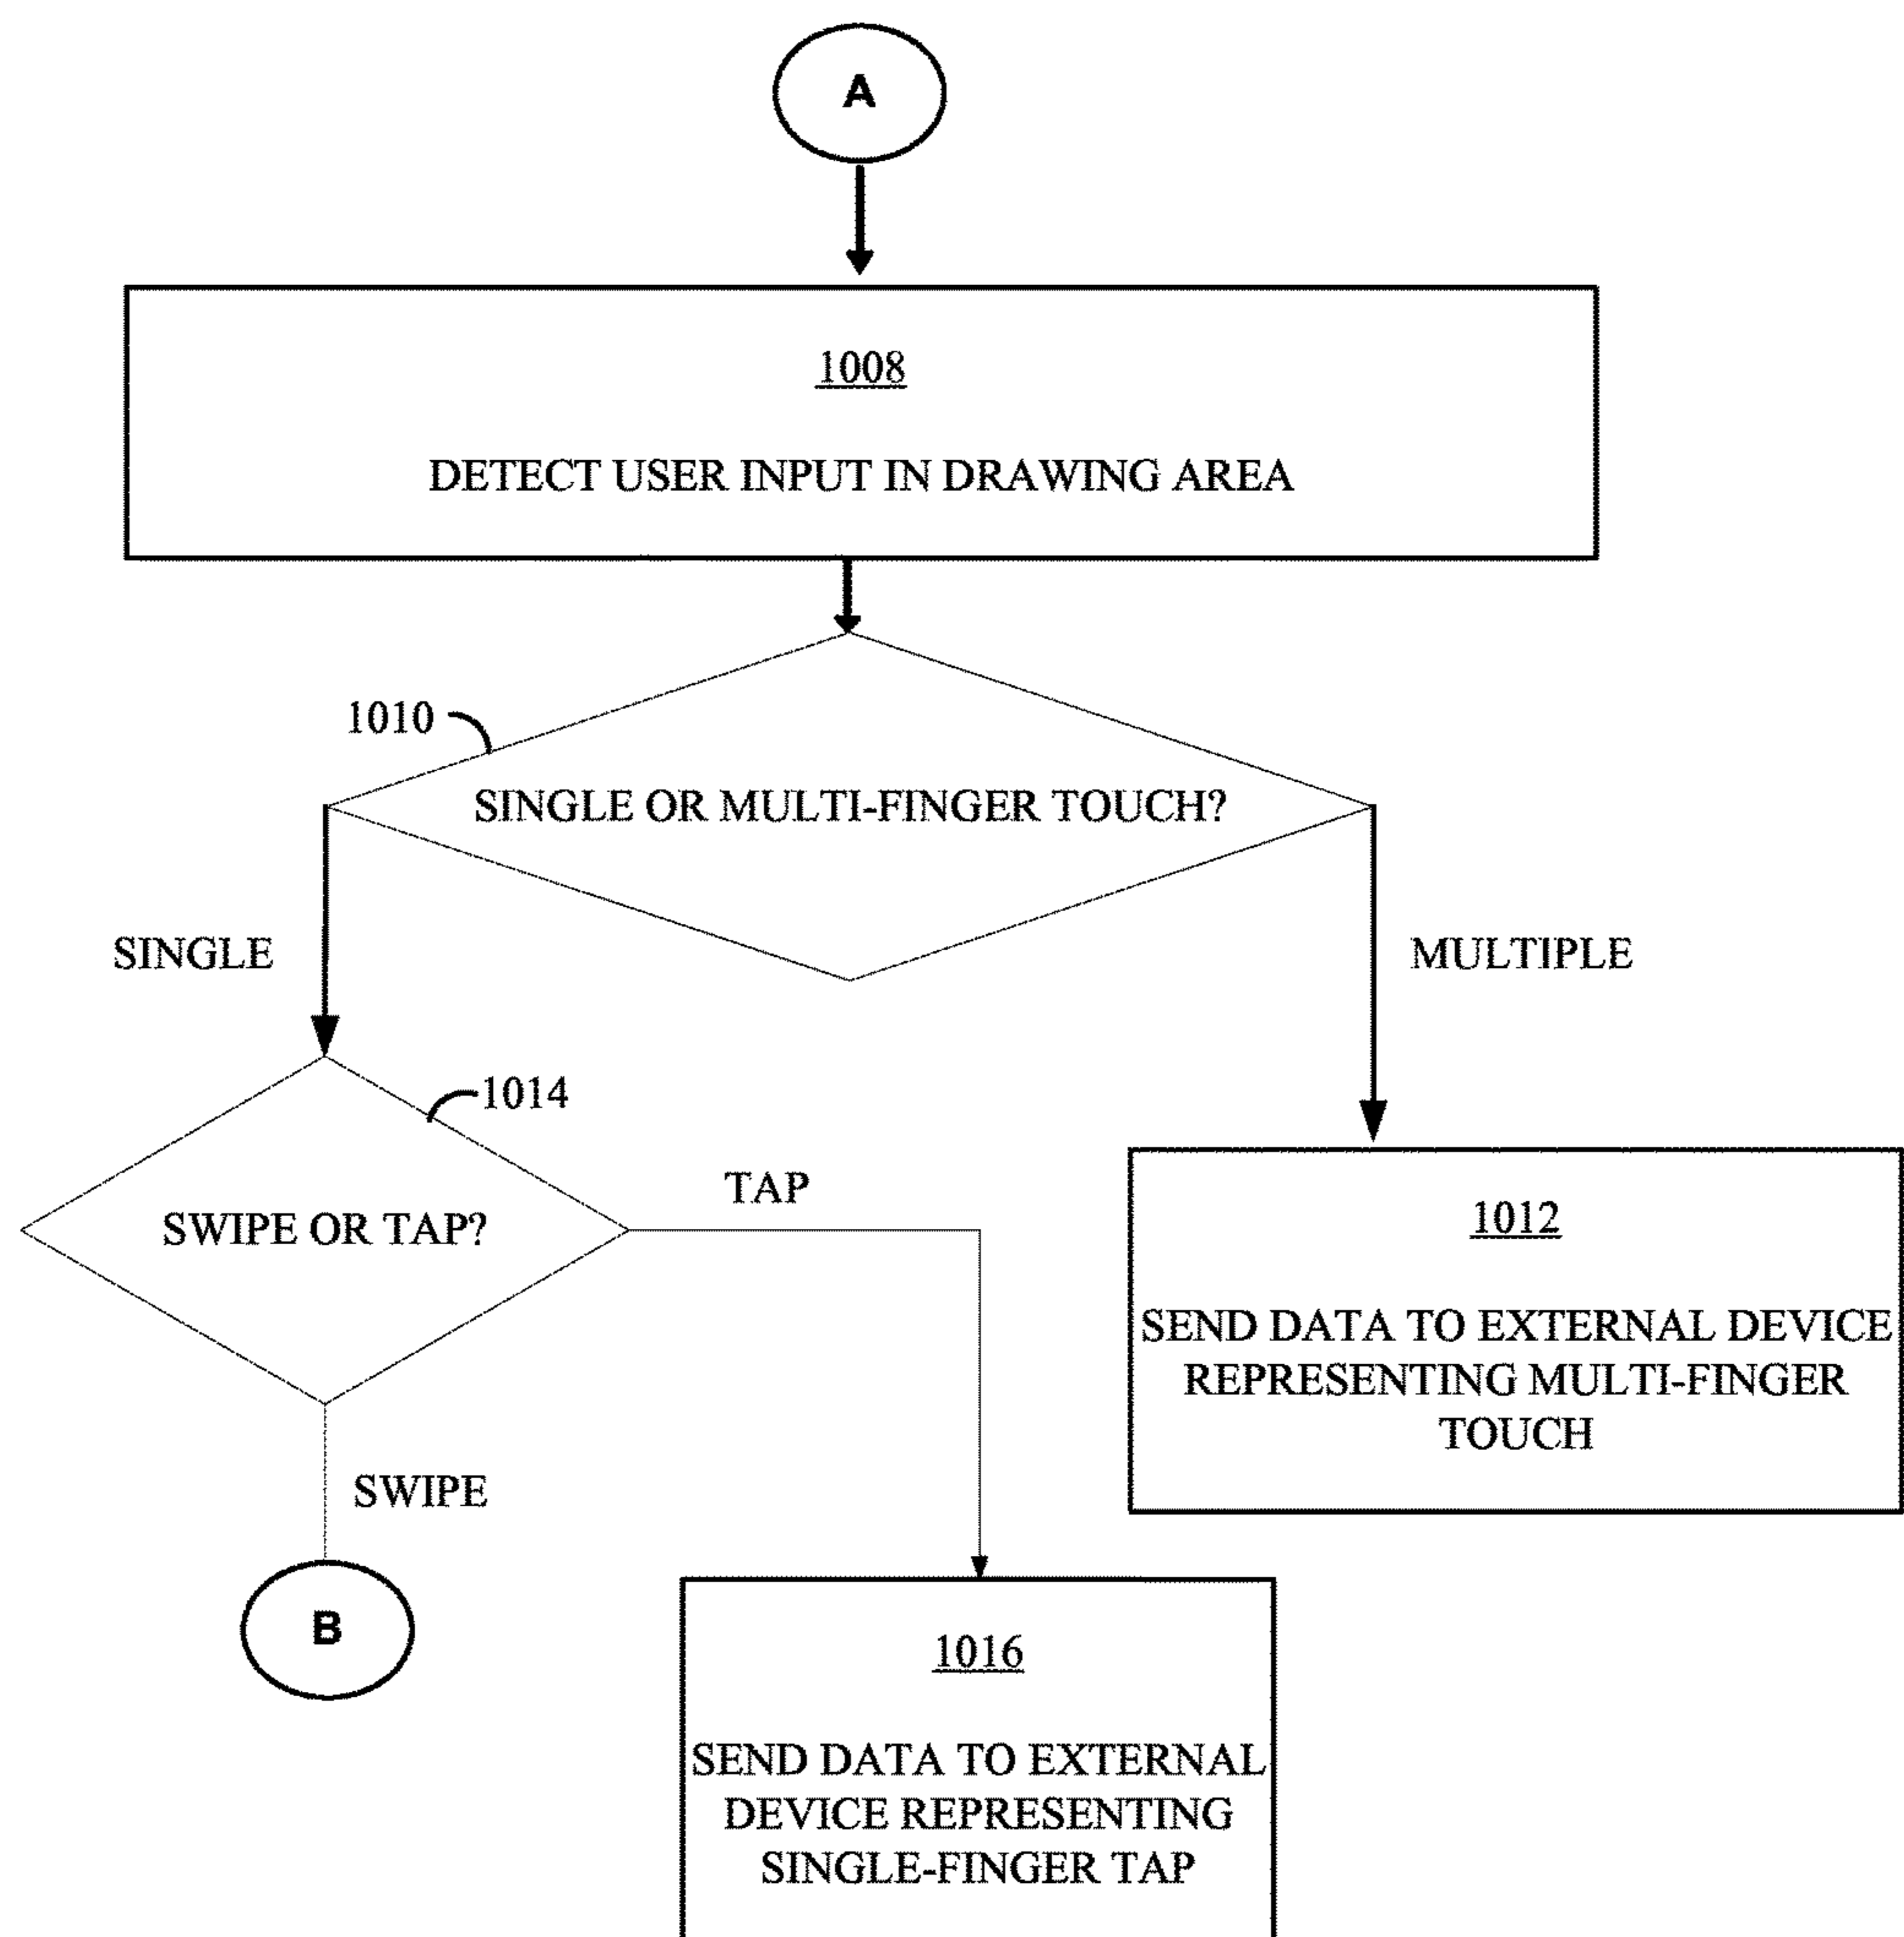 A
1008
DETECT USER INPUT IN DRAWING AREA
1010
SINGLE OR MULTI-FINGER TOUCH?
SINGLE
MULTIPLE
1014
SWIPE OR TAP?
TAP
1012
SEND DATA TO EXTERNAL DEVICE
REPRESENTING MULTI-FINGER
TOUCH
SWIPE
B
1016
SEND DATA TO EXTERNAL
DEVICE REPRESENTING
SINGLE-FINGER TAP